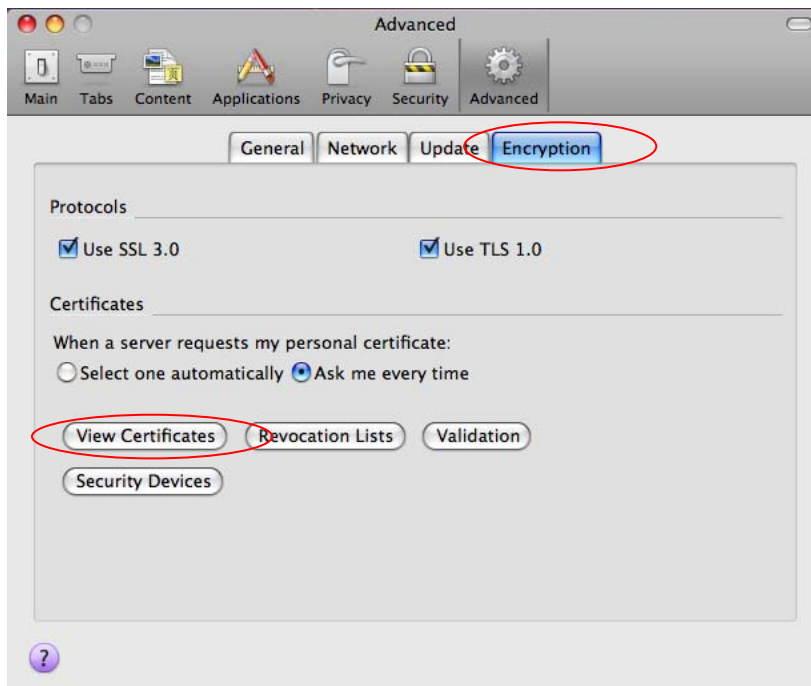 Advanced
Main Tabs Content Applications Privacy Security Advanced
General Network Update Encryption
Protocols
Use SSL 3.0 Use TLS 1.0
Certificates
When a server requests my personal certificate:
Select one automatically Ask me every time
View Certificates Revocation Lists Validation
Security Devices
?